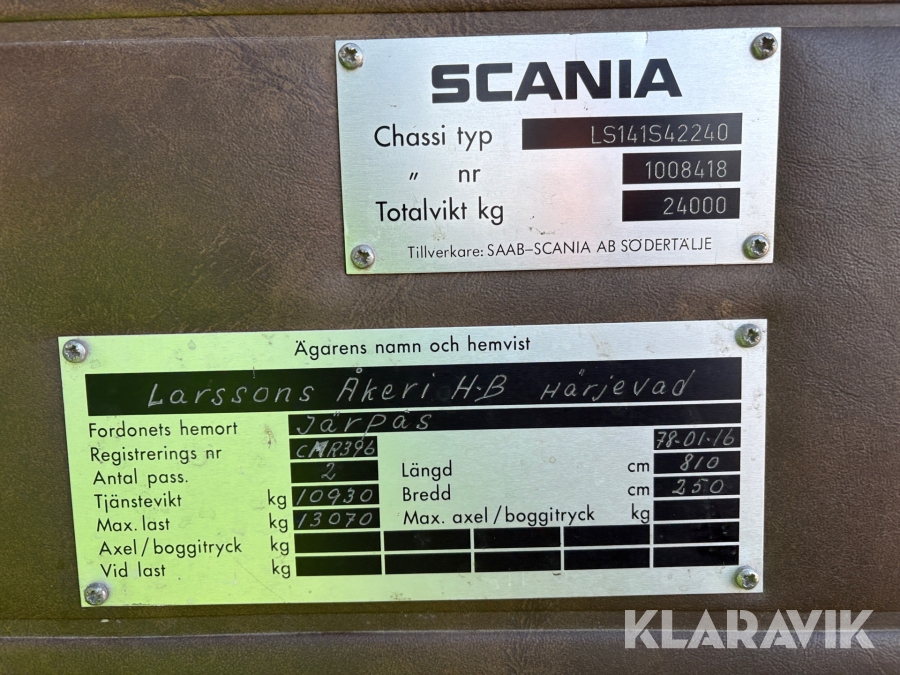 SCANIA
Chassi typ LS141S42240
„ nr 1008418
Totalvikt kg 24000
Tillverkare: SAAB-SCANIA AB SÖDERTÄLJE
Ägarens namn och hemvist
Larssons Åkeri H-B Härjevad
Fordonets hemort Järpås
Registrerings nr CMR396 78-01-16
Antal pass. 2 Längd cm 810
Tjänstevikt kg 10930 Bredd cm 250
Max. last kg 13070 Max. axel/boggitryck kg
Axel/boggitryck kg
Vid last kg
KLARAVIK